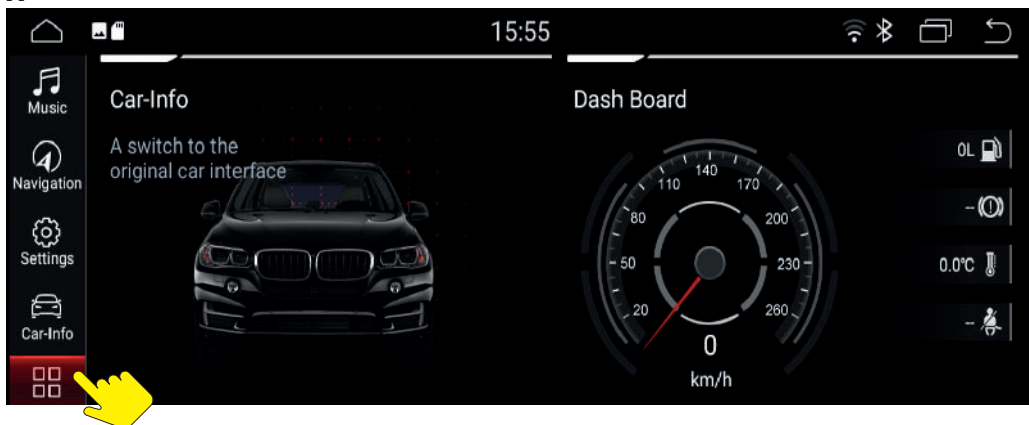 15:55
Music
Navigation
Settings
Car-Info
Car-Info
A switch to the
original car interface
Dash Board
20
50
80
110
140
170
200
230
260
0
km/h
0L
--
0.0°C
--